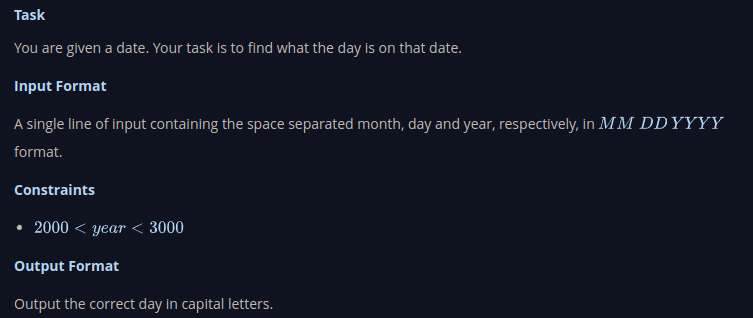 Task
You are given a date. Your task is to find what the day is on that date.
Input Format
A single line of input containing the space separated month, day and year, respectively, in MM DD YYYY
format.
Constraints
• 2000 < year < 3000
Output Format
Output the correct day in capital letters.